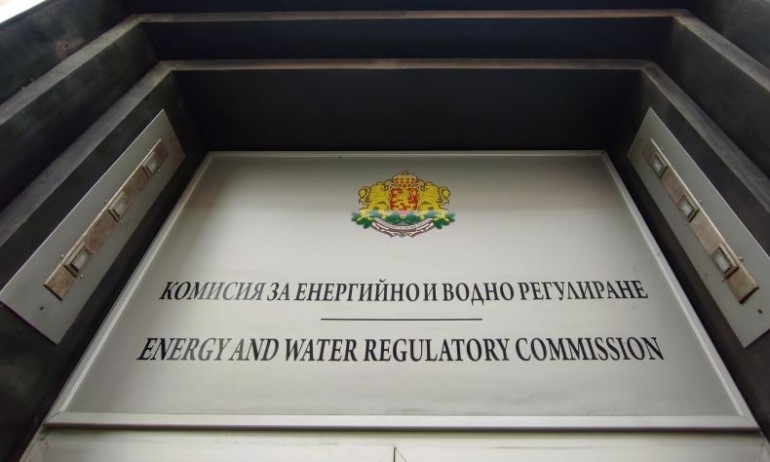 КОМИСИЯ ЗА ЕНЕРГИЙНО И ВОДНО РЕГУЛИРАНЕ
ENERGY AND WATER REGULATORY COMMISSION